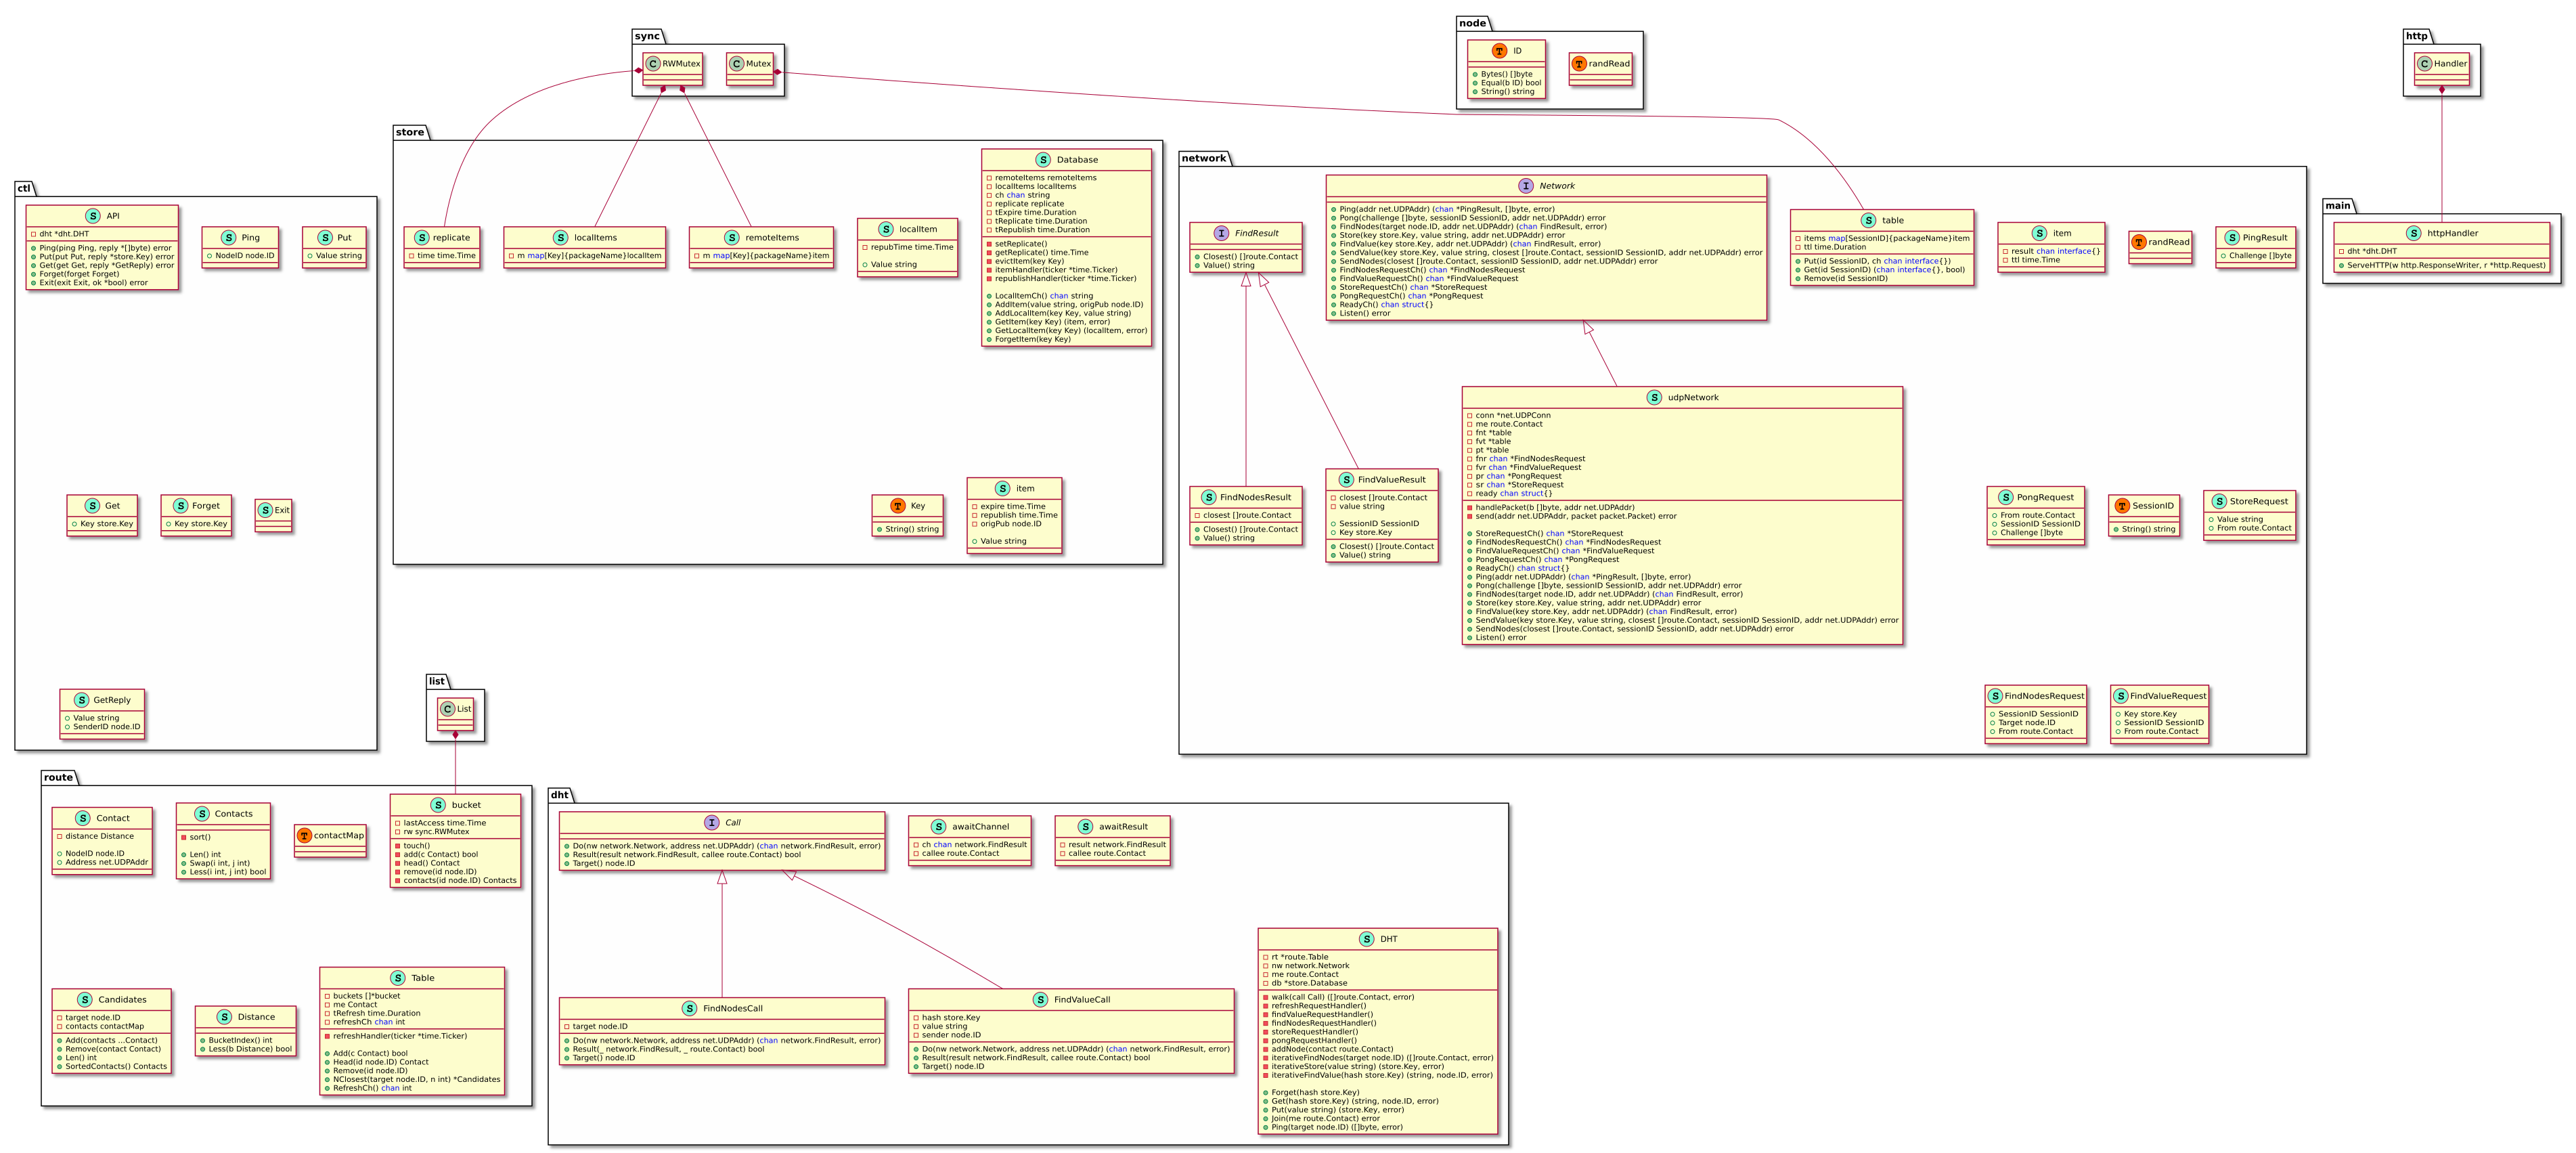 sync
C RWMutex
C Mutex
node
T ID
Bytes() []byte
Equal(b ID) bool
String() string
T randRead
http
C Handler
ctl
S API
dht *dht.DHT
Ping(ping Ping, reply *[]byte) error
Put(put Put, reply *store.Key) error
Get(get Get, reply *GetReply) error
Forget(forget Forget)
Exit(exit Exit, ok *bool) error
S Ping
NodeID node.ID
S Put
Value string
S Get
Key store.Key
S Forget
Key store.Key
S Exit
S GetReply
Value string
SenderID node.ID
store
S replicate
time time.Time
S localItems
m map[Key]{packageName}localItem
S remoteItems
m map[Key]{packageName}item
S localItem
repubTime time.Time
Value string
S Database
remoteItems remoteItems
localItems localItems
ch chan string
replicate replicate
tExpire time.Duration
tReplicate time.Duration
tRepublish time.Duration
setReplicate()
getReplicate() time.Time
evictItem(key Key)
itemHandler(ticker *time.Ticker)
republishHandler(ticker *time.Ticker)
LocalItemCh() chan string
AddItem(value string, origPub node.ID)
AddLocalItem(key Key, value string)
GetItem(key Key) (item, error)
GetLocalItem(key Key) (localItem, error)
ForgetItem(key Key)
T Key
String() string
S item
expire time.Time
republish time.Time
origPub node.ID
Value string
network
I FindResult
Closest() []route.Contact
Value() string
I Network
Ping(addr net.UDPAddr) (chan *PingResult, []byte, error)
Pong(challenge []byte, sessionID SessionID, addr net.UDPAddr) error
FindNodes(target node.ID, addr net.UDPAddr) (chan FindResult, error)
Store(key store.Key, value string, addr net.UDPAddr) error
FindValue(key store.Key, addr net.UDPAddr) (chan FindResult, error)
SendValue(key store.Key, value string, closest []route.Contact, sessionID SessionID, addr net.UDPAddr) error
SendNodes(closest []route.Contact, sessionID SessionID, addr net.UDPAddr) error
FindNodesRequestCh() chan *FindNodesRequest
FindValueRequestCh() chan *FindValueRequest
StoreRequestCh() chan *StoreRequest
PongRequestCh() chan *PongRequest
ReadyCh() chan struct{}
Listen() error
S table
items map[SessionID]{packageName}item
ttl time.Duration
Put(id SessionID, ch chan interface{})
Get(id SessionID) (chan interface{}, bool)
Remove(id SessionID)
S item
result chan interface{}
ttl time.Time
T randRead
S PingResult
Challenge []byte
S FindNodesResult
closest []route.Contact
Closest() []route.Contact
Value() string
S FindValueResult
closest []route.Contact
value string
SessionID SessionID
Key store.Key
Closest() []route.Contact
Value() string
S udpNetwork
conn *net.UDPConn
me route.Contact
fnt *table
fvt *table
pt *table
fnr chan *FindNodesRequest
fvr chan *FindValueRequest
pr chan *PongRequest
sr chan *StoreRequest
ready chan struct{}
handlePacket(b []byte, addr net.UDPAddr)
send(addr net.UDPAddr, packet packet.Packet) error
StoreRequestCh() chan *StoreRequest
FindNodesRequestCh() chan *FindNodesRequest
FindValueRequestCh() chan *FindValueRequest
PongRequestCh() chan *PongRequest
ReadyCh() chan struct{}
Ping(addr net.UDPAddr) (chan *PingResult, []byte, error)
Pong(challenge []byte, sessionID SessionID, addr net.UDPAddr) error
FindNodes(target node.ID, addr net.UDPAddr) (chan FindResult, error)
Store(key store.Key, value string, addr net.UDPAddr) error
FindValue(key store.Key, addr net.UDPAddr) (chan FindResult, error)
SendValue(key store.Key, value string, closest []route.Contact, sessionID SessionID, addr net.UDPAddr) error
SendNodes(closest []route.Contact, sessionID SessionID, addr net.UDPAddr) error
Listen() error
S PongRequest
From route.Contact
SessionID SessionID
Challenge []byte
T SessionID
String() string
S StoreRequest
Value string
From route.Contact
S FindNodesRequest
SessionID SessionID
Target node.ID
From route.Contact
S FindValueRequest
Key store.Key
SessionID SessionID
From route.Contact
main
S httpHandler
dht *dht.DHT
ServeHTTP(w http.ResponseWriter, r *http.Request)
list
C List
route
S Contact
distance Distance
NodeID node.ID
Address net.UDPAddr
S Contacts
sort()
Len() int
Swap(i int, j int)
Less(i int, j int) bool
T contactMap
S bucket
lastAccess time.Time
rw sync.RWMutex
touch()
add(c Contact) bool
head() Contact
remove(id node.ID)
contacts(id node.ID) Contacts
S Candidates
target node.ID
contacts contactMap
Add(contacts ...Contact)
Remove(contact Contact)
Len() int
SortedContacts() Contacts
S Distance
BucketIndex() int
Less(b Distance) bool
S Table
buckets []*bucket
me Contact
tRefresh time.Duration
refreshCh chan int
refreshHandler(ticker *time.Ticker)
Add(c Contact) bool
Head(id node.ID) Contact
Remove(id node.ID)
NClosest(target node.ID, n int) *Candidates
RefreshCh() chan int
dht
I Call
Do(nw network.Network, address net.UDPAddr) (chan network.FindResult, error)
Result(result network.FindResult, callee route.Contact) bool
Target() node.ID
S awaitChannel
ch chan network.FindResult
callee route.Contact
S awaitResult
result network.FindResult
callee route.Contact
S FindNodesCall
target node.ID
Do(nw network.Network, address net.UDPAddr) (chan network.FindResult, error)
Result(_ network.FindResult, _ route.Contact) bool
Target() node.ID
S FindValueCall
hash store.Key
value string
sender node.ID
Do(nw network.Network, address net.UDPAddr) (chan network.FindResult, error)
Result(result network.FindResult, callee route.Contact) bool
Target() node.ID
S DHT
rt *route.Table
nw network.Network
me route.Contact
db *store.Database
walk(call Call) ([]route.Contact, error)
refreshRequestHandler()
findValueRequestHandler()
findNodesRequestHandler()
storeRequestHandler()
pongRequestHandler()
addNode(contact route.Contact)
iterativeFindNodes(target node.ID) ([]route.Contact, error)
iterativeStore(value string) (store.Key, error)
iterativeFindValue(hash store.Key) (string, node.ID, error)
Forget(hash store.Key)
Get(hash store.Key) (string, node.ID, error)
Put(value string) (store.Key, error)
Join(me route.Contact) error
Ping(target node.ID) ([]byte, error)